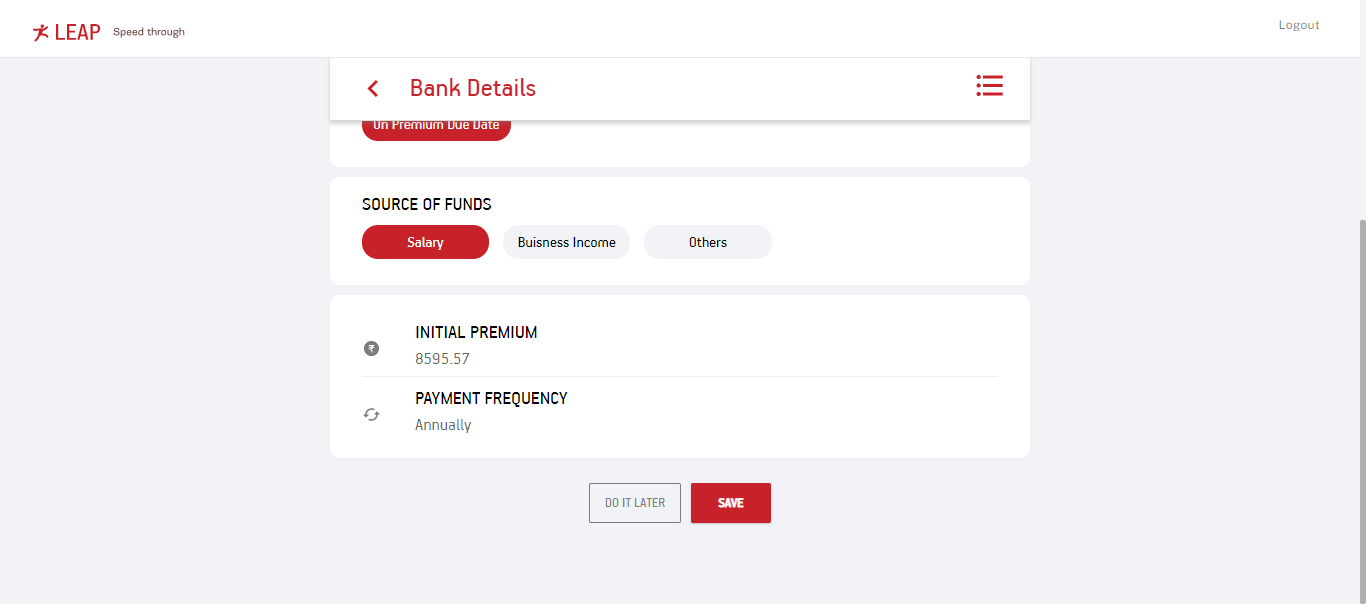 LEAP Speed through
Logout
Bank Details
On Premium Due Date
SOURCE OF FUNDS
Salary Buisness Income Others
INITIAL PREMIUM
₹
8595.57
PAYMENT FREQUENCY
Annually
DO IT LATER SAVE